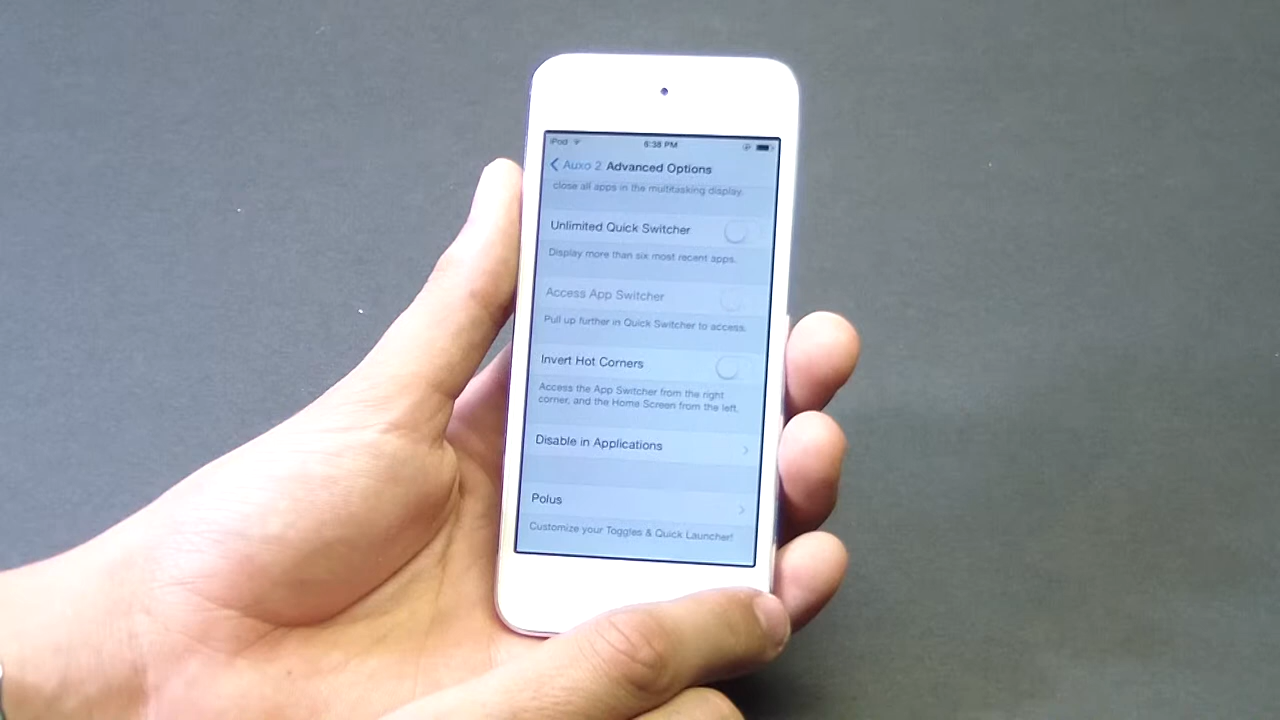 iPod 6:38 PM
Auxo 2 Advanced Options
close all apps in the multitasking display.
Unlimited Quick Switcher
Display more than six most recent apps.
Access App Switcher
Pull up further in Quick Switcher to access.
Invert Hot Corners
Access the App Switcher from the right
corner, and the Home Screen from the left.
Disable in Applications
Polus
Customize your Toggles & Quick Launcher!